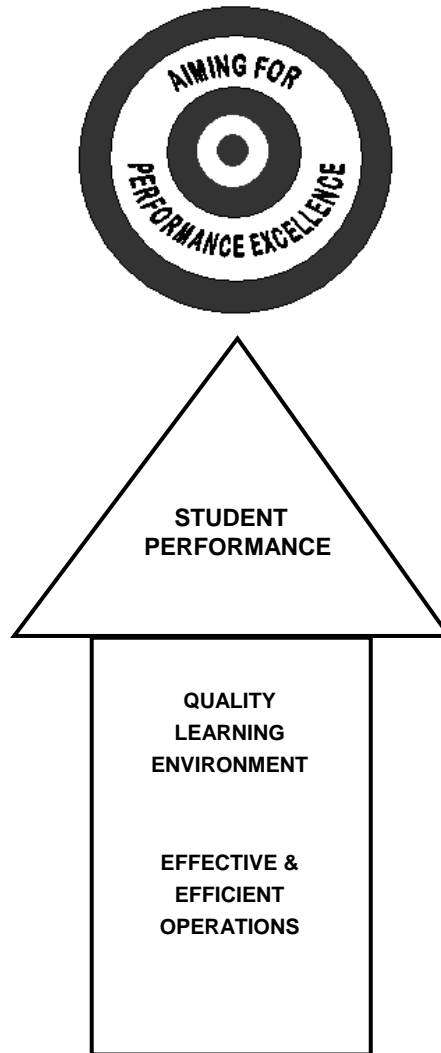 AIMING FOR
PERFORMANCE EXCELLENCE
STUDENT
PERFORMANCE
QUALITY
LEARNING
ENVIRONMENT
EFFECTIVE &
EFFICIENT
OPERATIONS